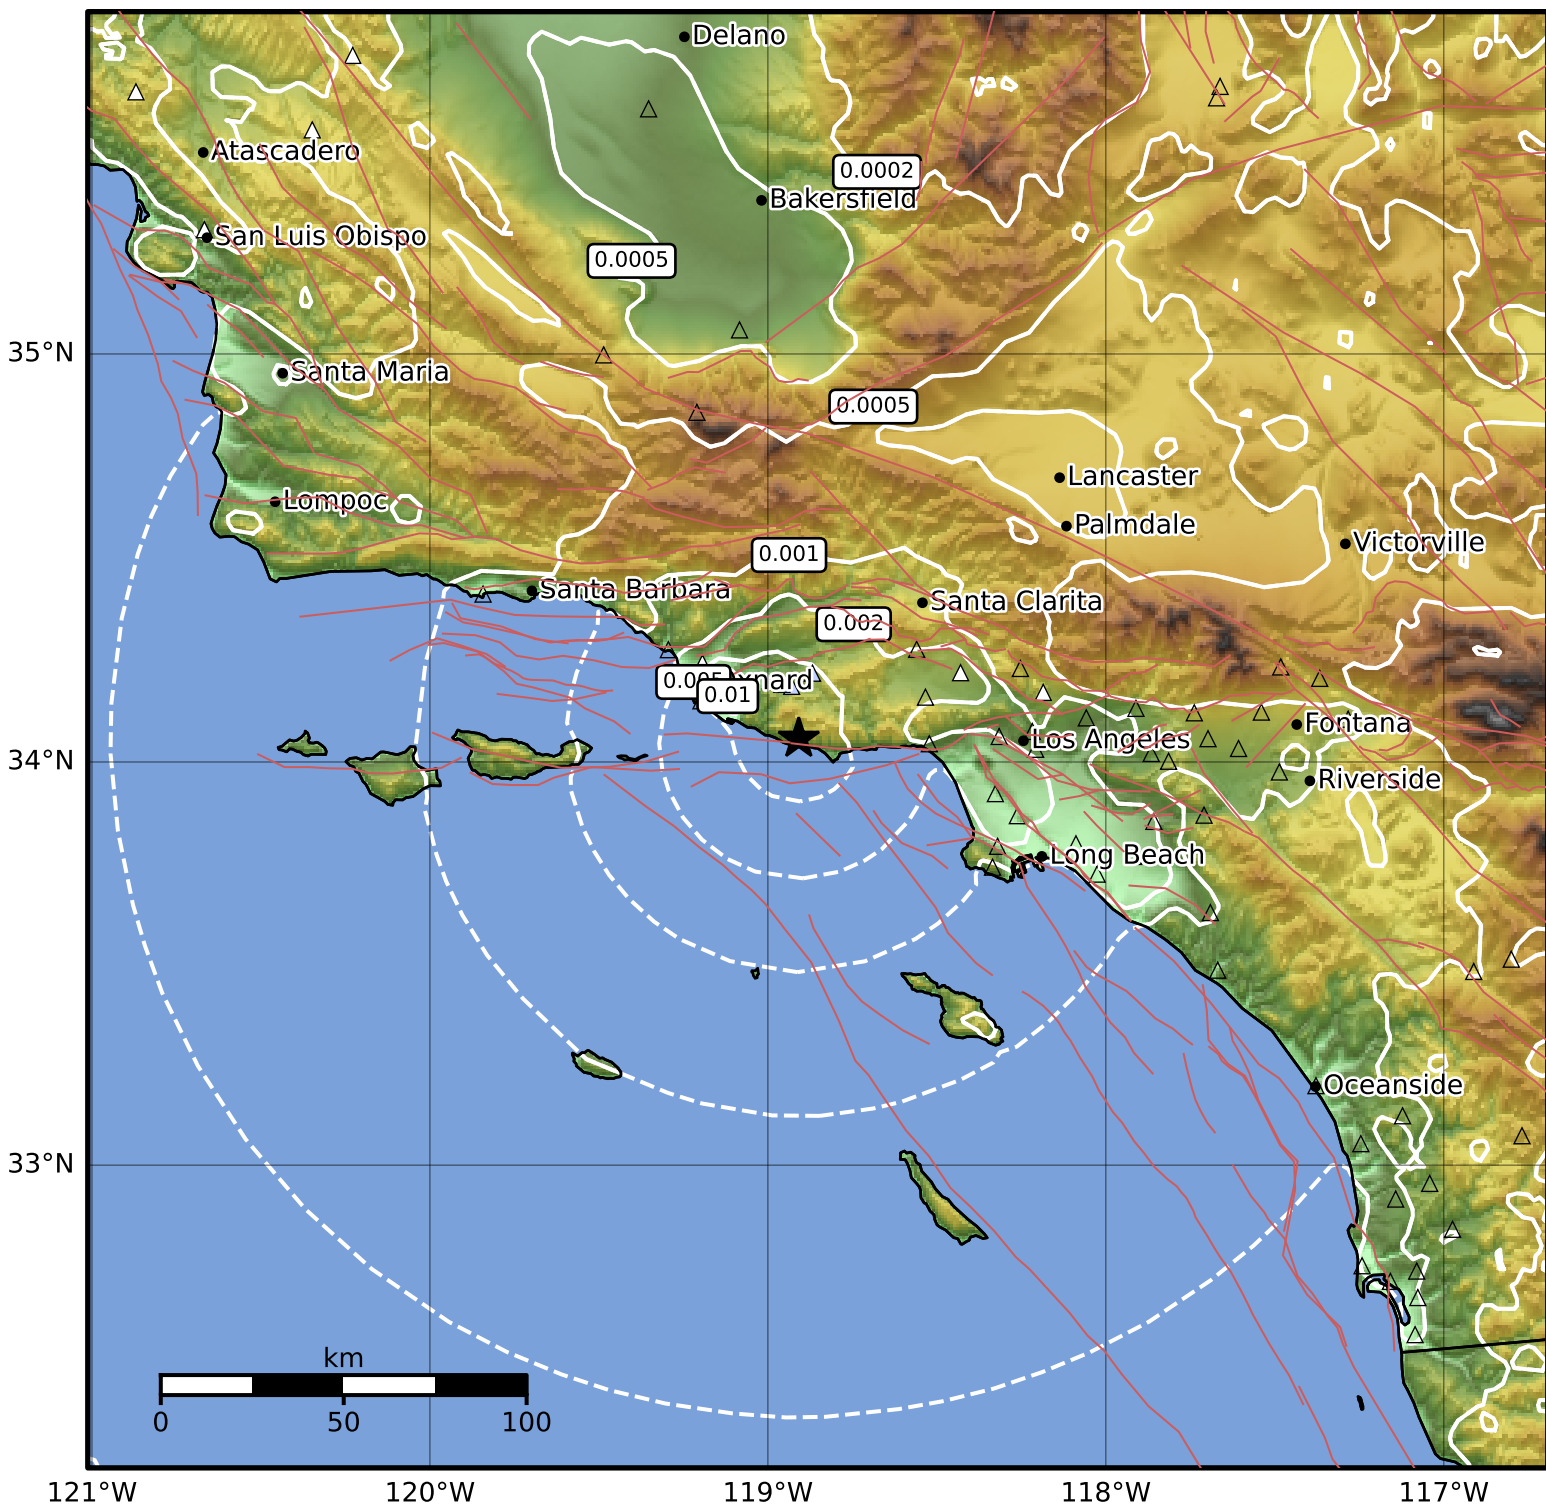 Delano
Atascadero
0.0002
Bakersfield
San Luis Obispo
0.0005
35°N
Santa Maria
0.0005
Lancaster
Lompoc
Palmdale
Victorville
0.001
Santa Barbara
Santa Clarita
0.002
0.005
0.01
Fontana
Los Angeles
34°N
Riverside
Long Beach
Oceanside
33°N
km
0 50 100
121°W 120°W 119°W 118°W 117°W